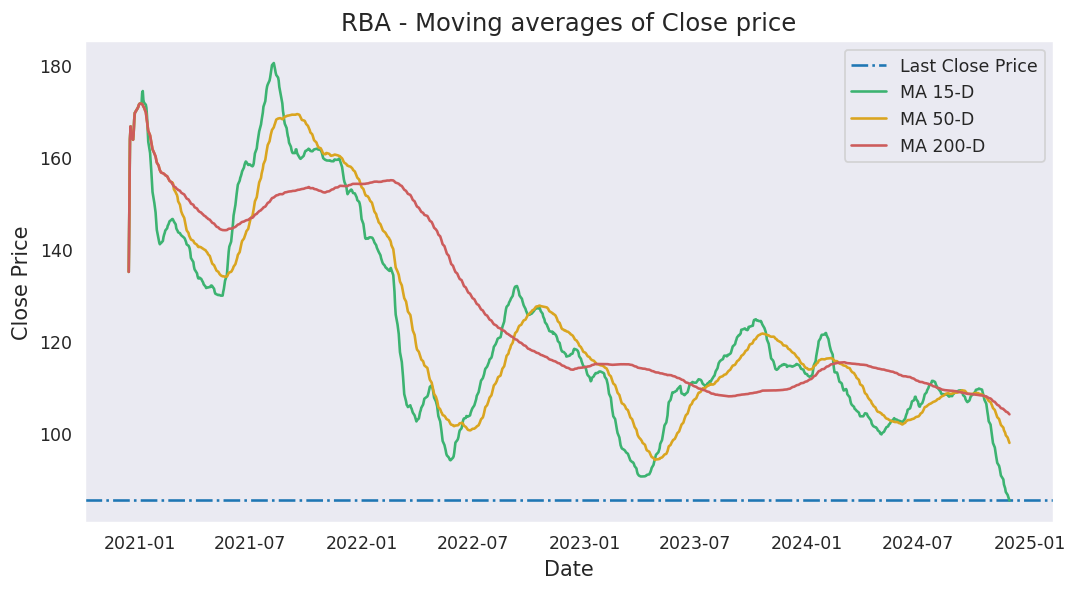 RBA - Moving averages of Close price
Last Close Price
MA 15-D
MA 50-D
MA 200-D
Close Price
180
160
140
120
100
2021-01 2021-07 2022-01 2022-07 2023-01 2023-07 2024-01 2024-07 2025-01
Date